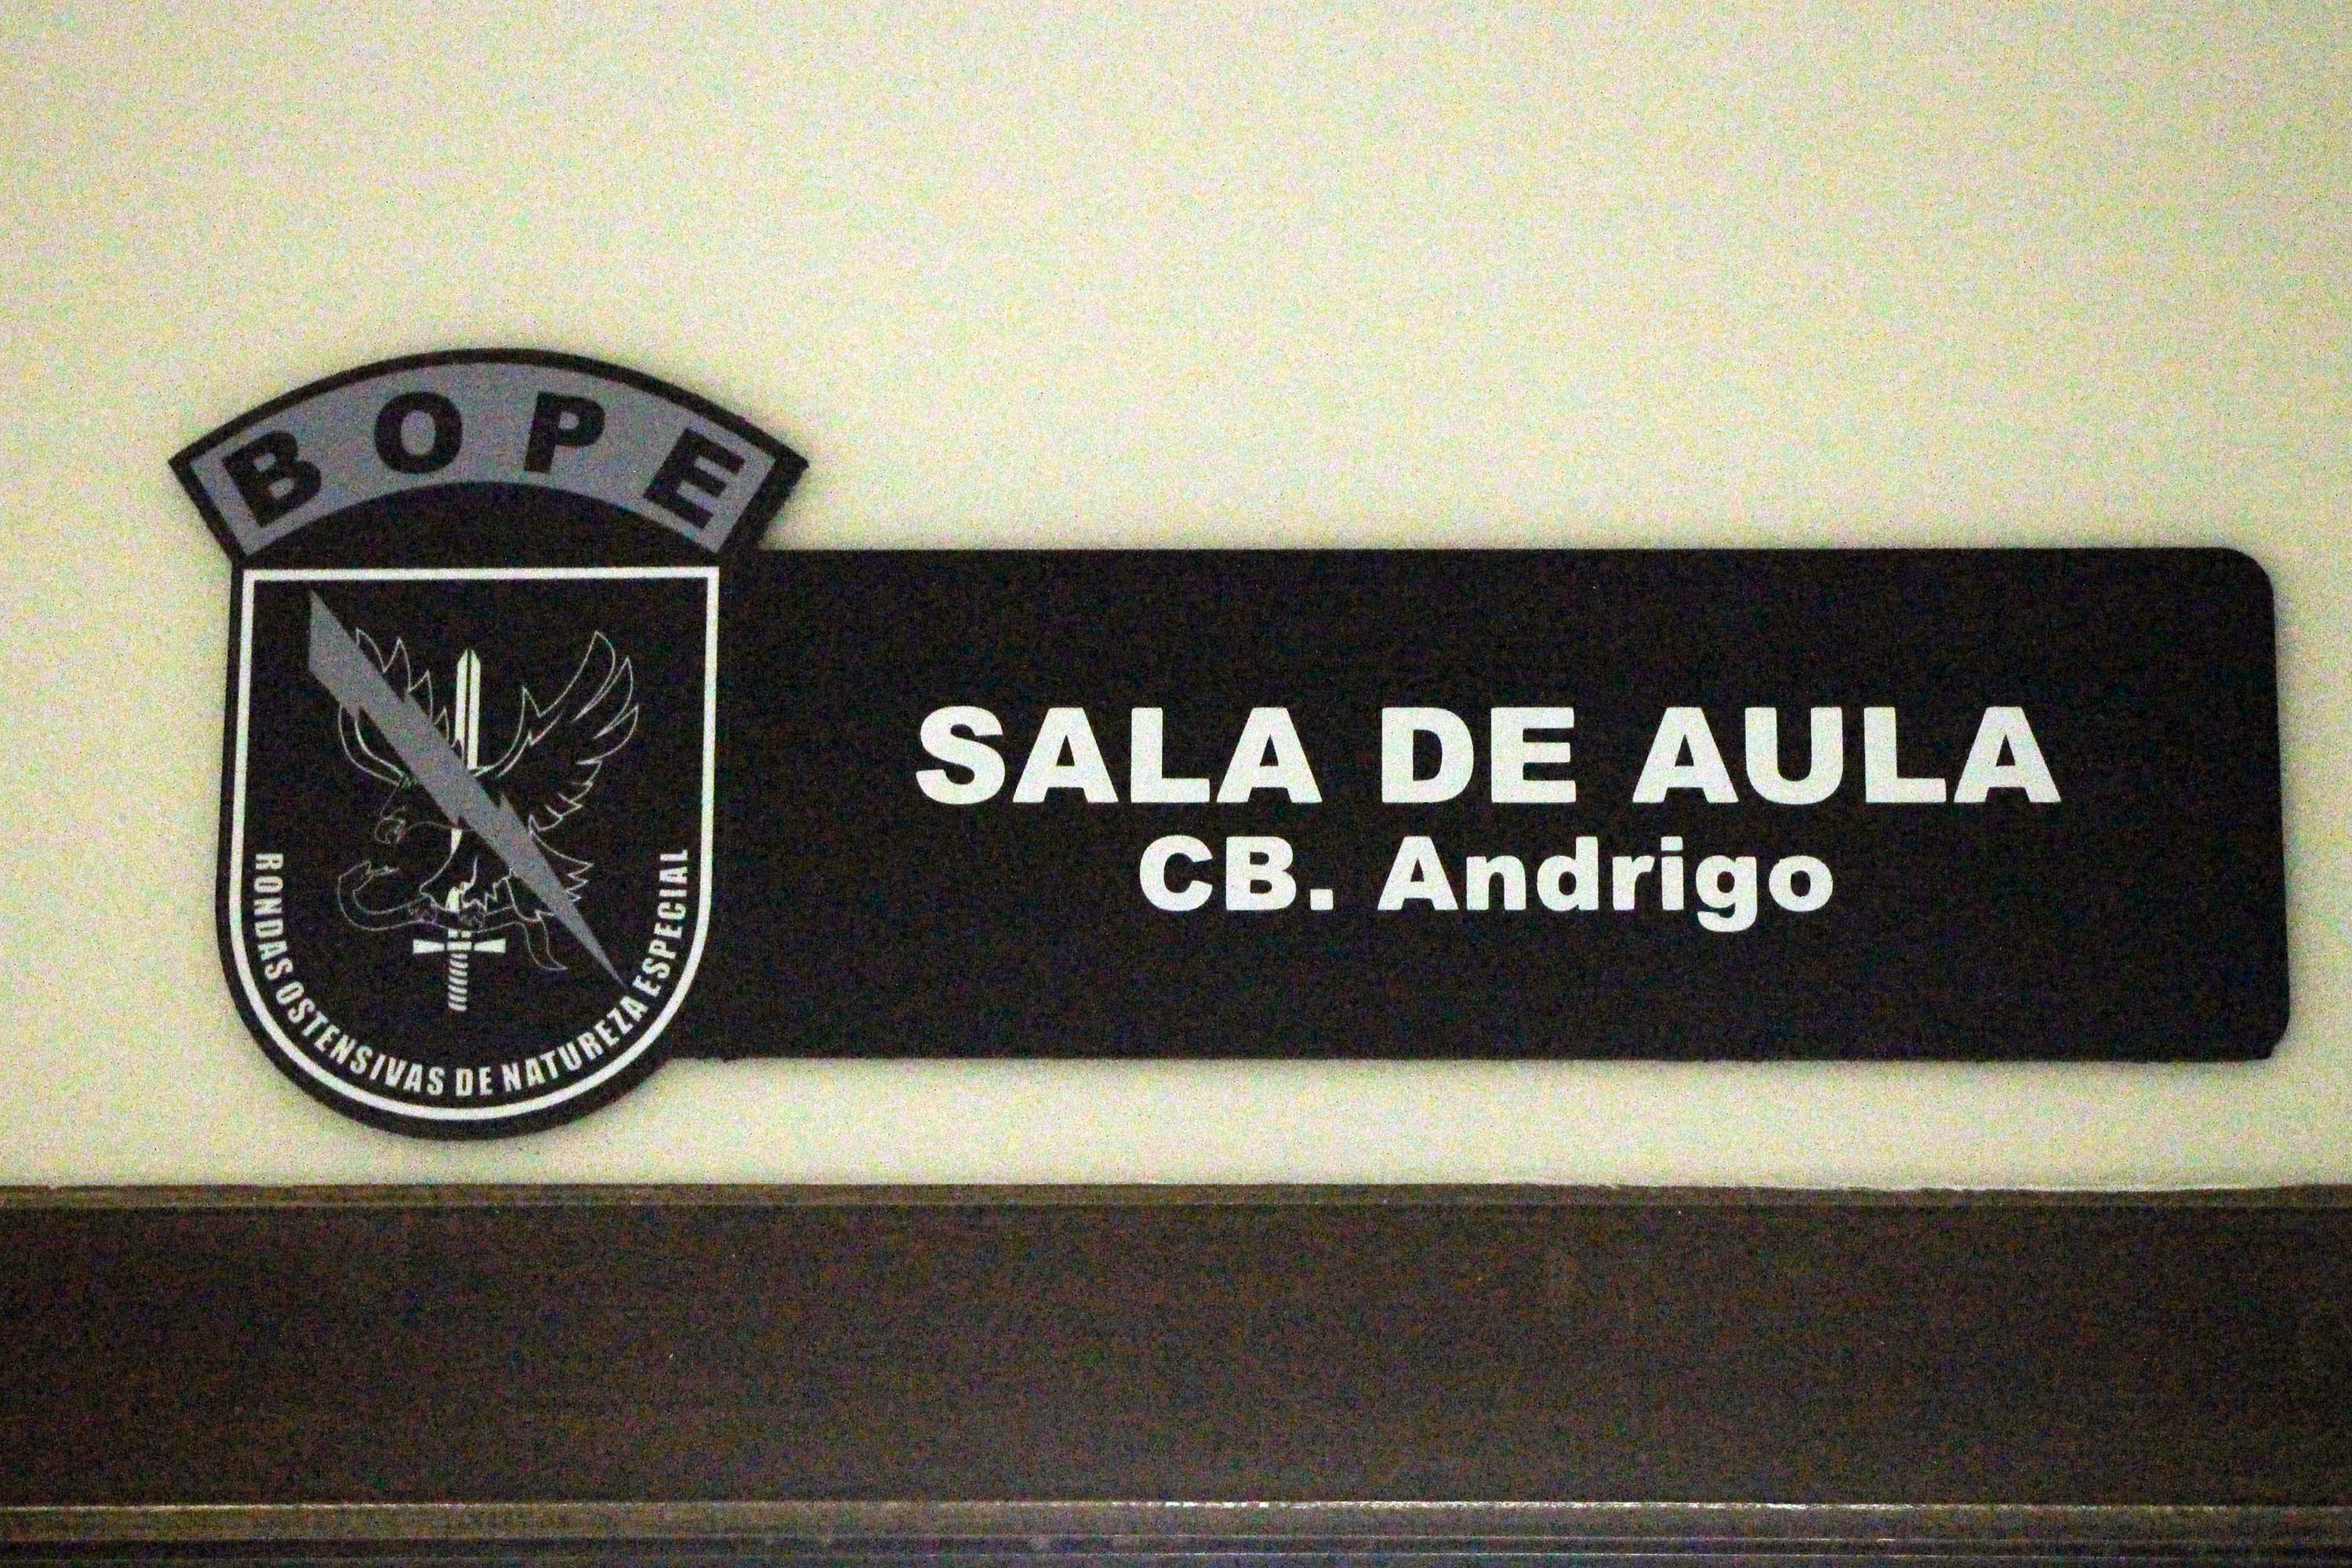 BOPE
RONDAS OSTENSIVAS DE NATUREZA ESPECIAL
SALA DE AULA
CB. Andrigo